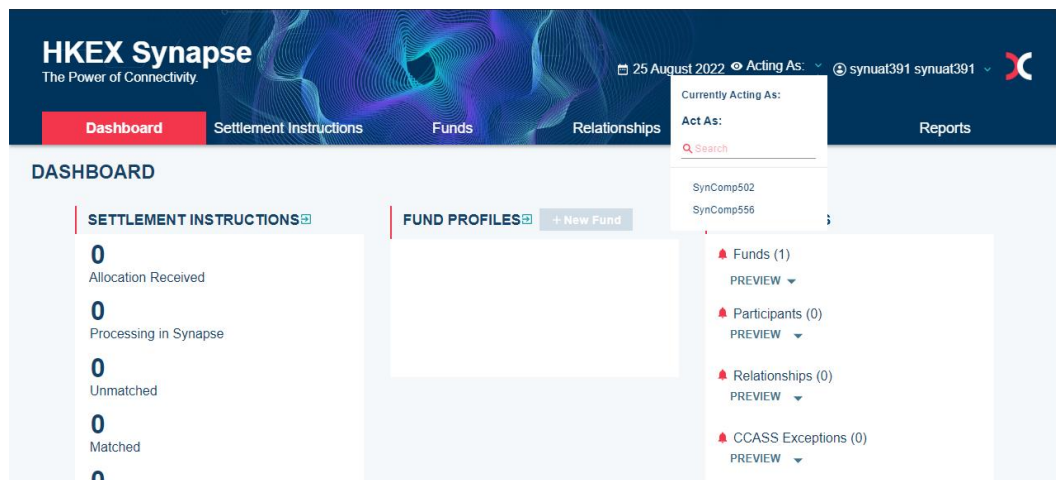 HKEX Synapse
The Power of Connectivity.
25 August 2022 Acting As: synuat391 synuat391
Currently Acting As:
Act As:
Search
SynComp502
SynComp556
Dashboard Settlement Instructions Funds Relationships Reports
DASHBOARD
SETTLEMENT INSTRUCTIONS
0
Allocation Received
0
Processing in Synapse
0
Unmatched
0
Matched
0
FUND PROFILES + New Fund
Funds (1)
PREVIEW
Participants (0)
PREVIEW
Relationships (0)
PREVIEW
CCASS Exceptions (0)
PREVIEW